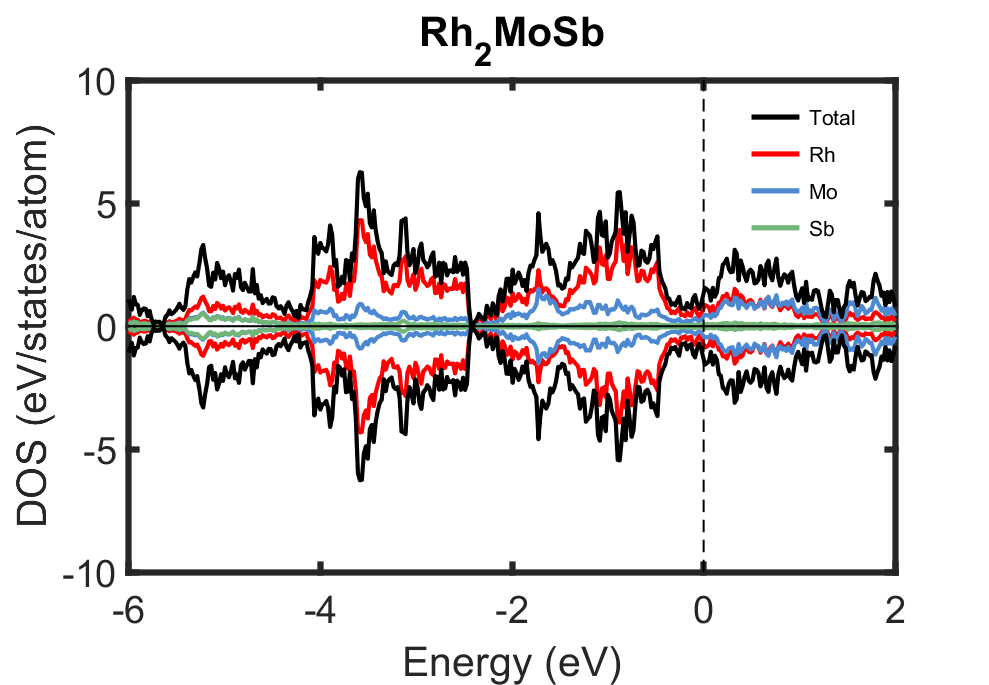 Rh2MoSb
10
5
0
-5
-10
DOS (eV/states/atom)
Total
Rh
Mo
Sb
-6 -4 -2 0 2
Energy (eV)